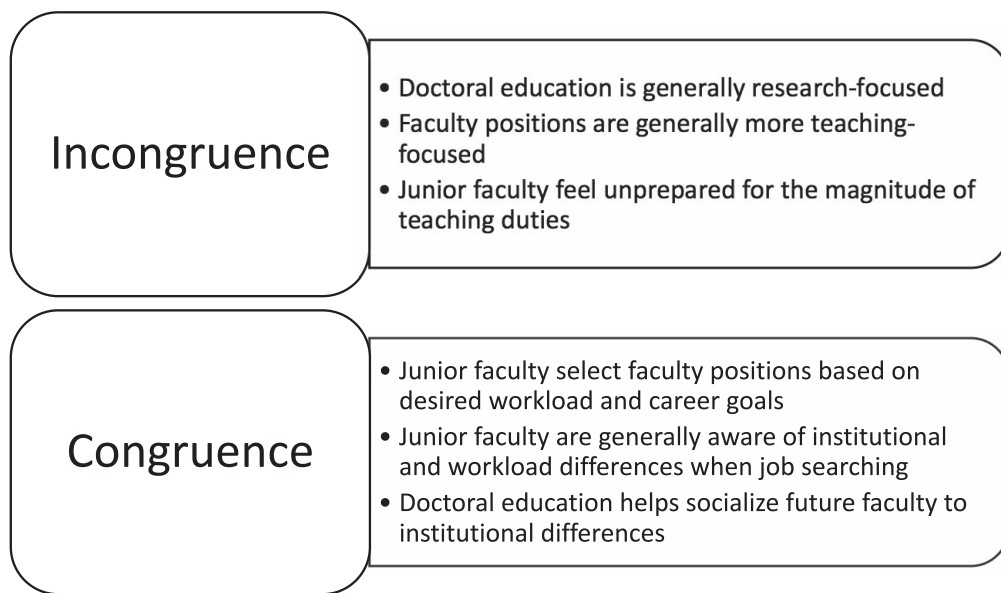 Incongruence
• Doctoral education is generally research-focused
• Faculty positions are generally more teaching-
focused
• Junior faculty feel unprepared for the magnitude of
teaching duties
Congruence
• Junior faculty select faculty positions based on
desired workload and career goals
• Junior faculty are generally aware of institutional
and workload differences when job searching
• Doctoral education helps socialize future faculty to
institutional differences